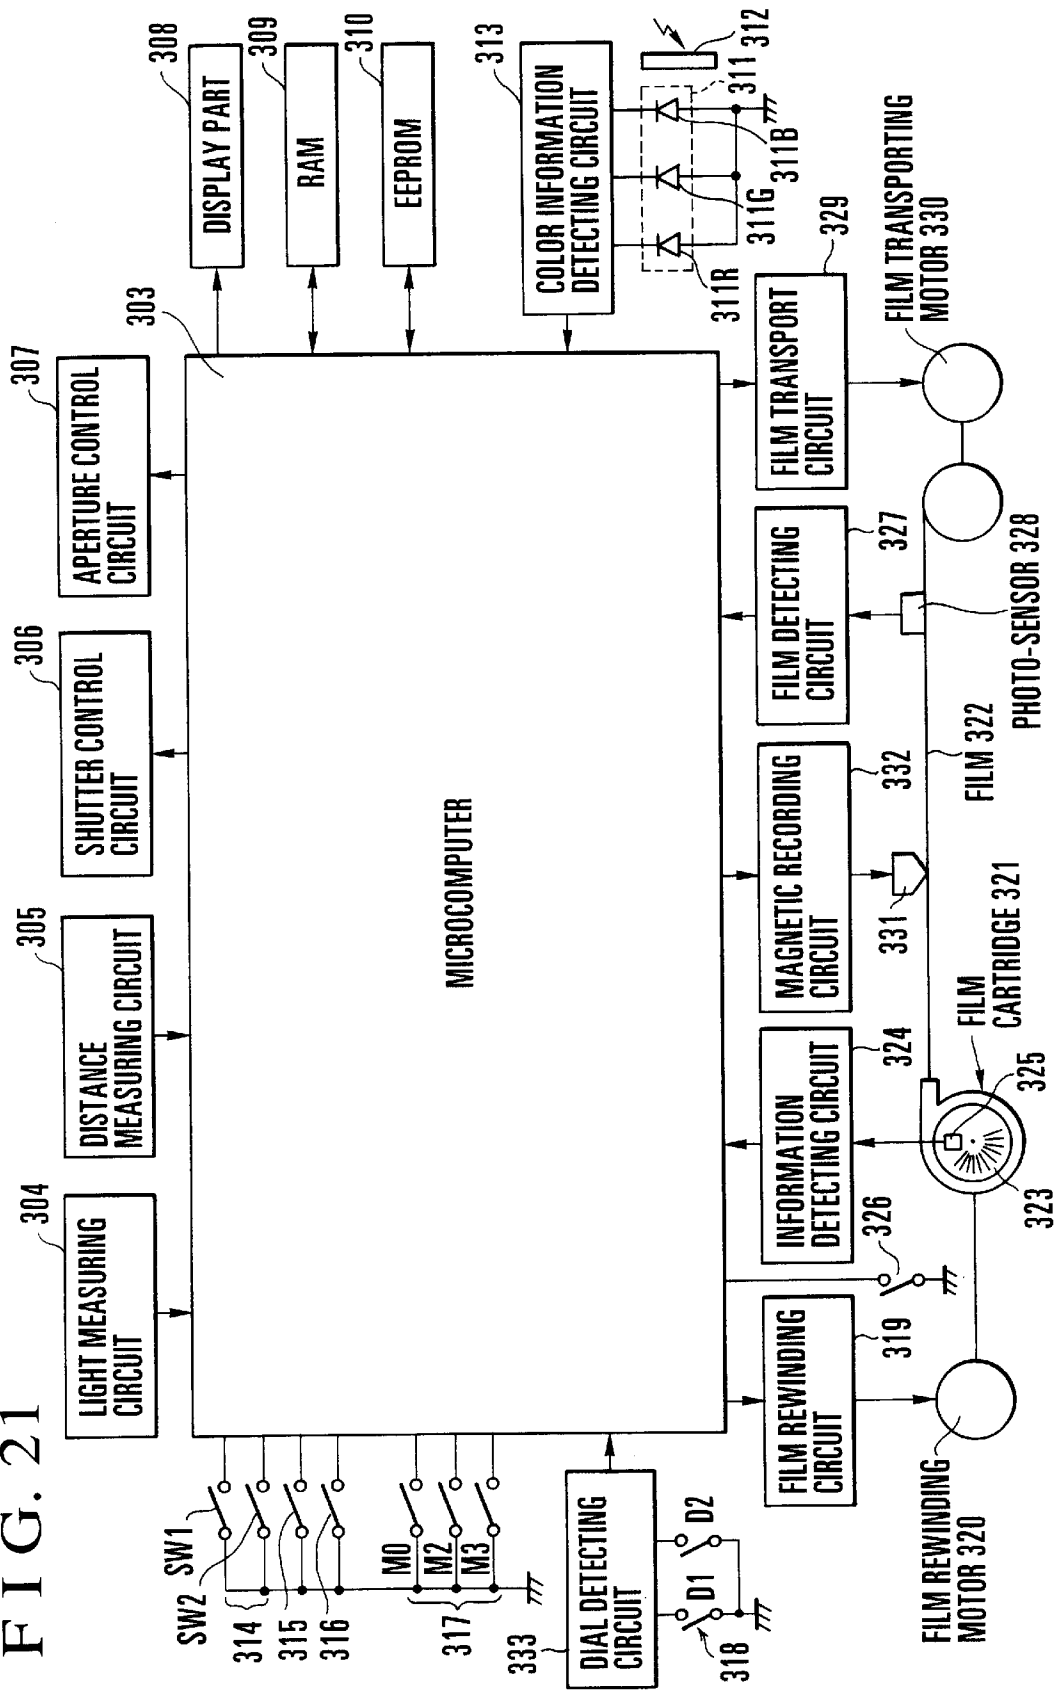 FIG. 21
304
LIGHT MEASURING
CIRCUIT
305
DISTANCE
MEASURING CIRCUIT
306
SHUTTER CONTROL
CIRCUIT
307
APERTURE CONTROL
CIRCUIT
303
308
DISPLAY PART
309
RAM
310
EEPROM
SW1
SW2
314
315
316
M0
M2
M3
317
MICROCOMPUTER
313
COLOR INFORMATION
DETECTING CIRCUIT
312
311
311R
311G
311B
333
DIAL DETECTING
CIRCUIT
D1
D2
318
FILM REWINDING
CIRCUIT
319
326
INFORMATION
DETECTING CIRCUIT
324
MAGNETIC RECORDING
CIRCUIT
332
FILM DETECTING
CIRCUIT
327
FILM TRANSPORT
CIRCUIT
329
331
FILM REWINDING
MOTOR 320
323
325
FILM
CARTRIDGE 321
FILM 322
PHOTO-SENSOR 328
FILM TRANSPORTING
MOTOR 330